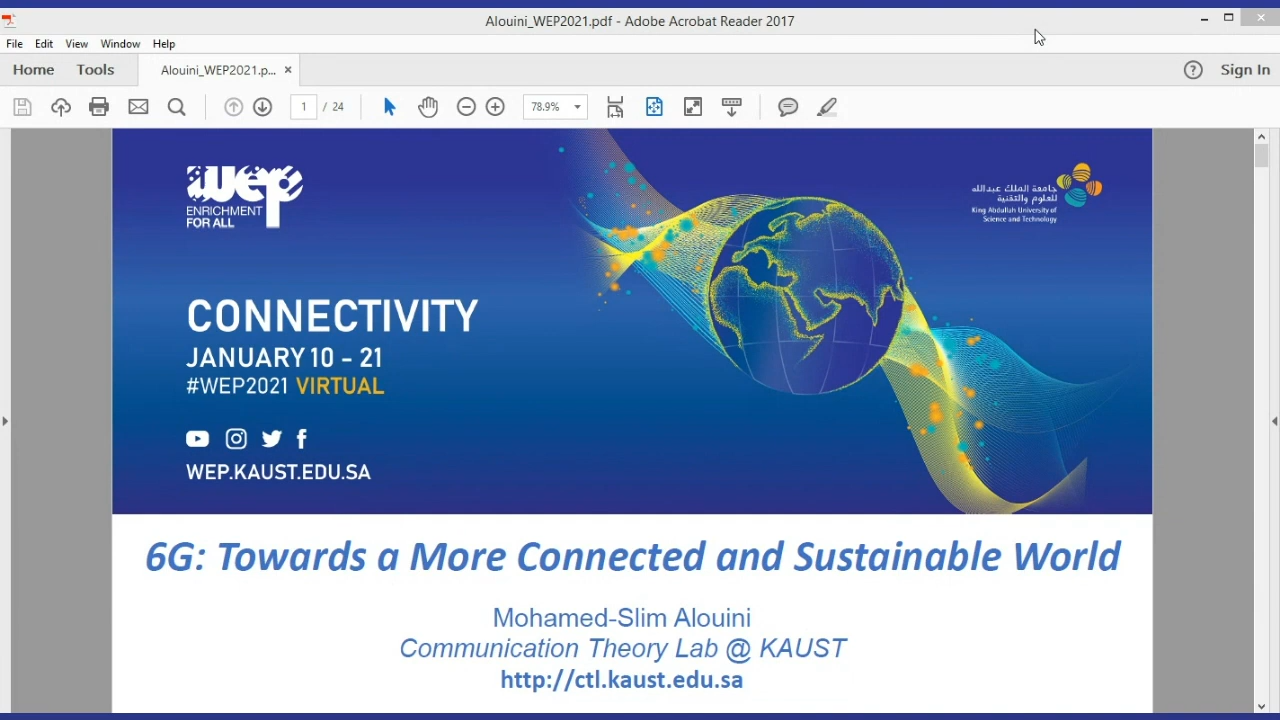 Alouini_WEP2021.pdf - Adobe Acrobat Reader 2017
File Edit View Window Help
Home Tools Alouini_WEP2021.p... × ? Sign In
1 / 24 78.9%
wep
ENRICHMENT
FOR ALL
جامعة الملك عبدالله
للعلوم والتقنية
King Abdullah University of
Science and Technology
CONNECTIVITY
JANUARY 10 - 21
#WEP2021 VIRTUAL
WEP.KAUST.EDU.SA
6G: Towards a More Connected and Sustainable World
Mohamed-Slim Alouini
Communication Theory Lab @ KAUST
http://ctl.kaust.edu.sa